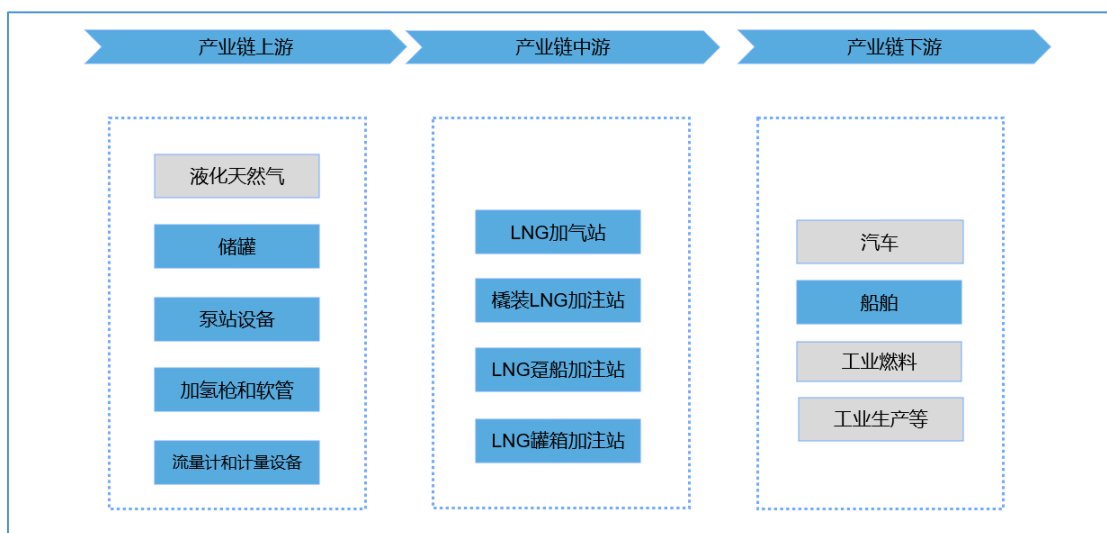 产业链上游
产业链中游
产业链下游
液化天然气
储罐
泵站设备
加氢枪和软管
流量计和计量设备
LNG加气站
橇装LNG加注站
LNG趸船加注站
LNG罐箱加注站
汽车
船舶
工业燃料
工业生产等